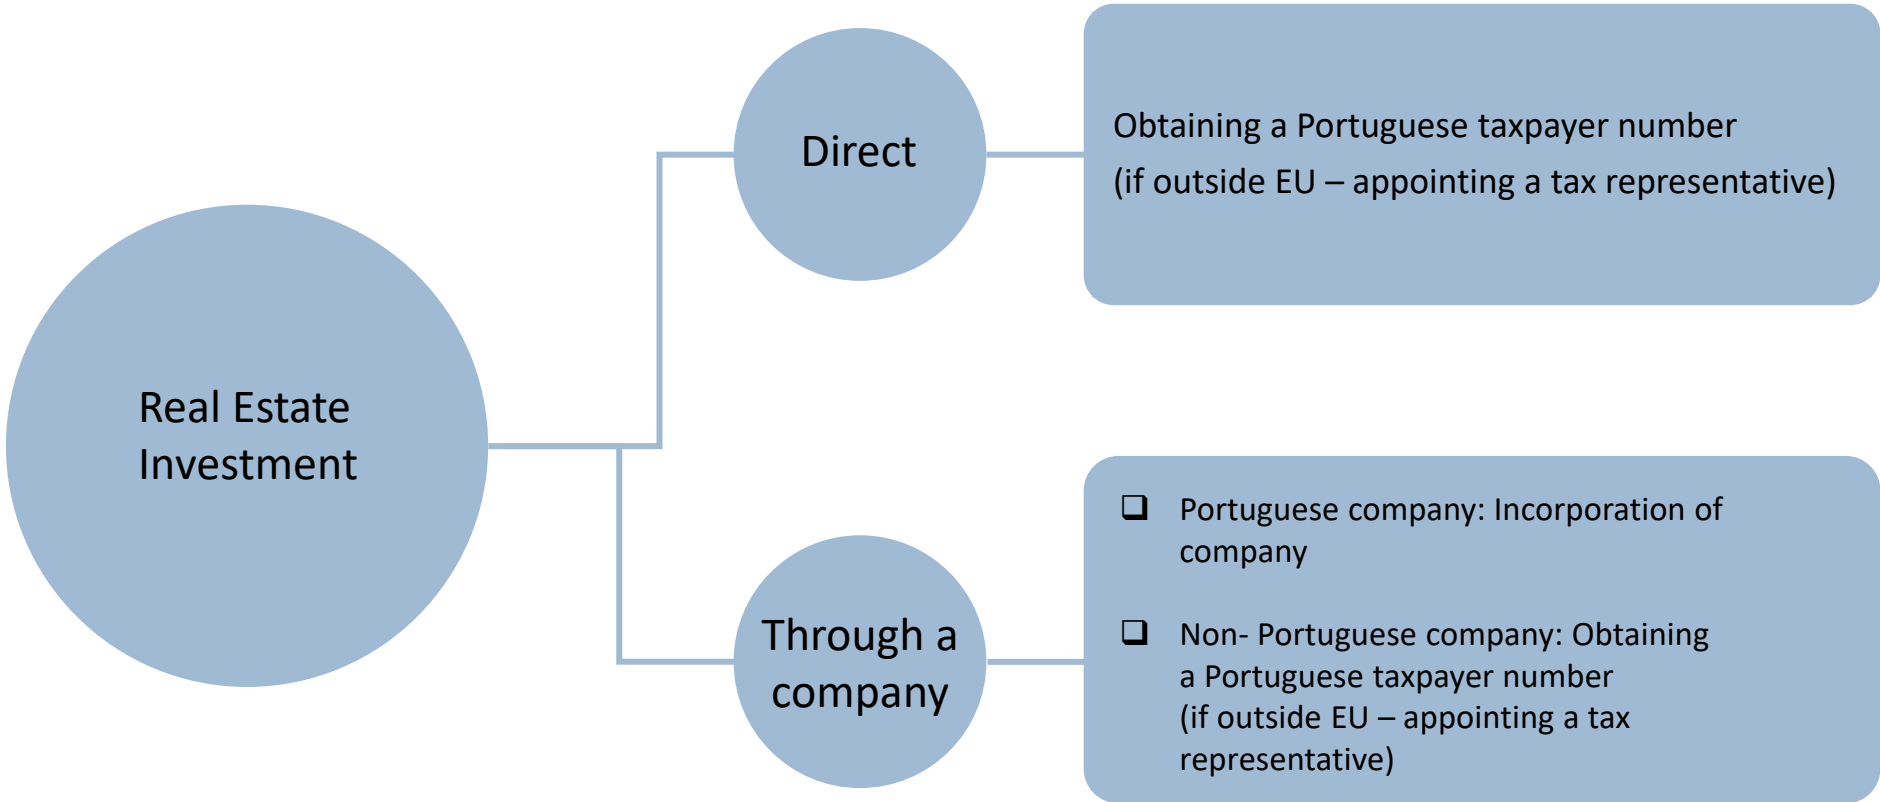 Real Estate
Investment
Direct
Obtaining a Portuguese taxpayer number
(if outside EU – appointing a tax representative)
Through a
company
❑ Portuguese company: Incorporation of
company
❑ Non- Portuguese company: Obtaining
a Portuguese taxpayer number
(if outside EU – appointing a tax
representative)